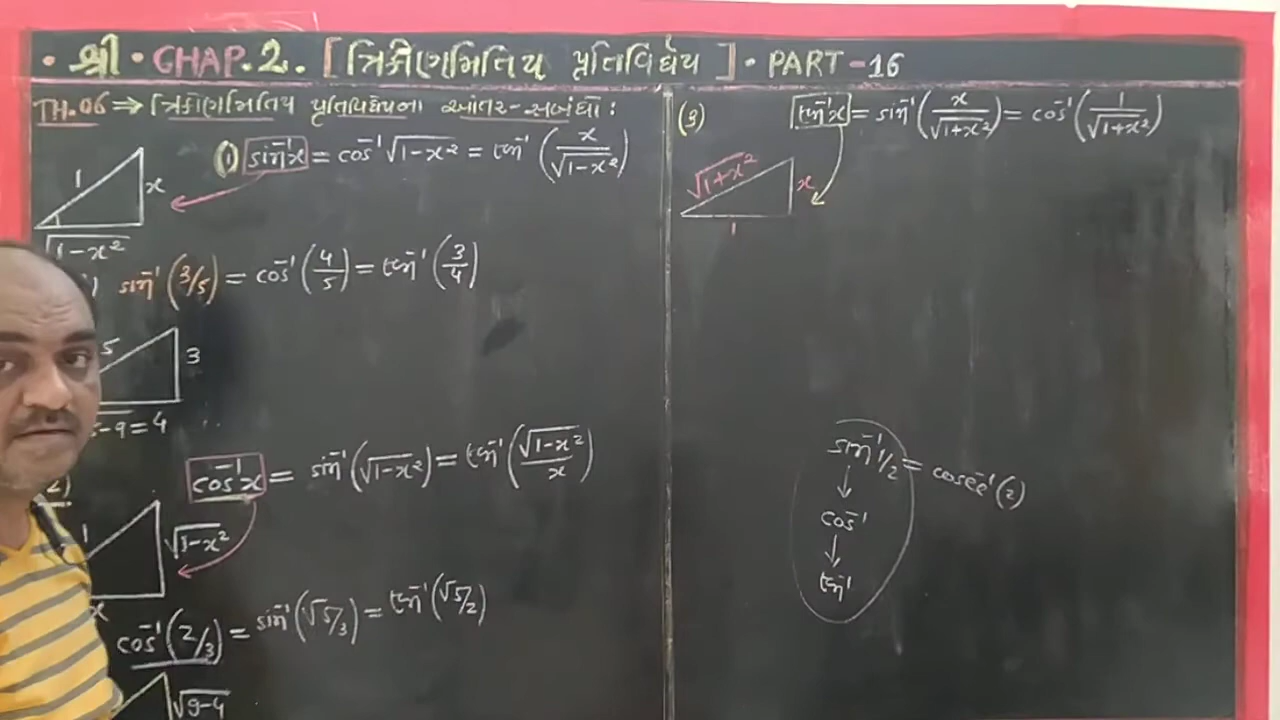 • શ્રી • CHAP.2. [ત્રિકોણમિતિય પ્રતિવિધેય] • PART-16
TH.06 ⇒ ત્રિકોણમિતિય પ્રતિવિધેયના આંતર-સબંધો :
(1) sin⁻¹x = cos⁻¹√1-x² = tan⁻¹(x/√1-x²)
1
x
√1-x²
sin⁻¹(3/5) = cos⁻¹(4/5) = tan⁻¹(3/4)
5
3
-9 = 4
2)
cos⁻¹x = sin⁻¹(√1-x²) = tan⁻¹(√1-x²/x)
1
√1-x²
x
cos⁻¹(2/3) = sin⁻¹(√5/3) = tan⁻¹(√5/2)
√9-4
(3) tan⁻¹x = sin⁻¹(x/√1+x²) = cos⁻¹(1/√1+x²)
√1+x²
x
1
sin⁻¹1/2 = cosec⁻¹(2)
↓
cos⁻¹
↓
tan⁻¹